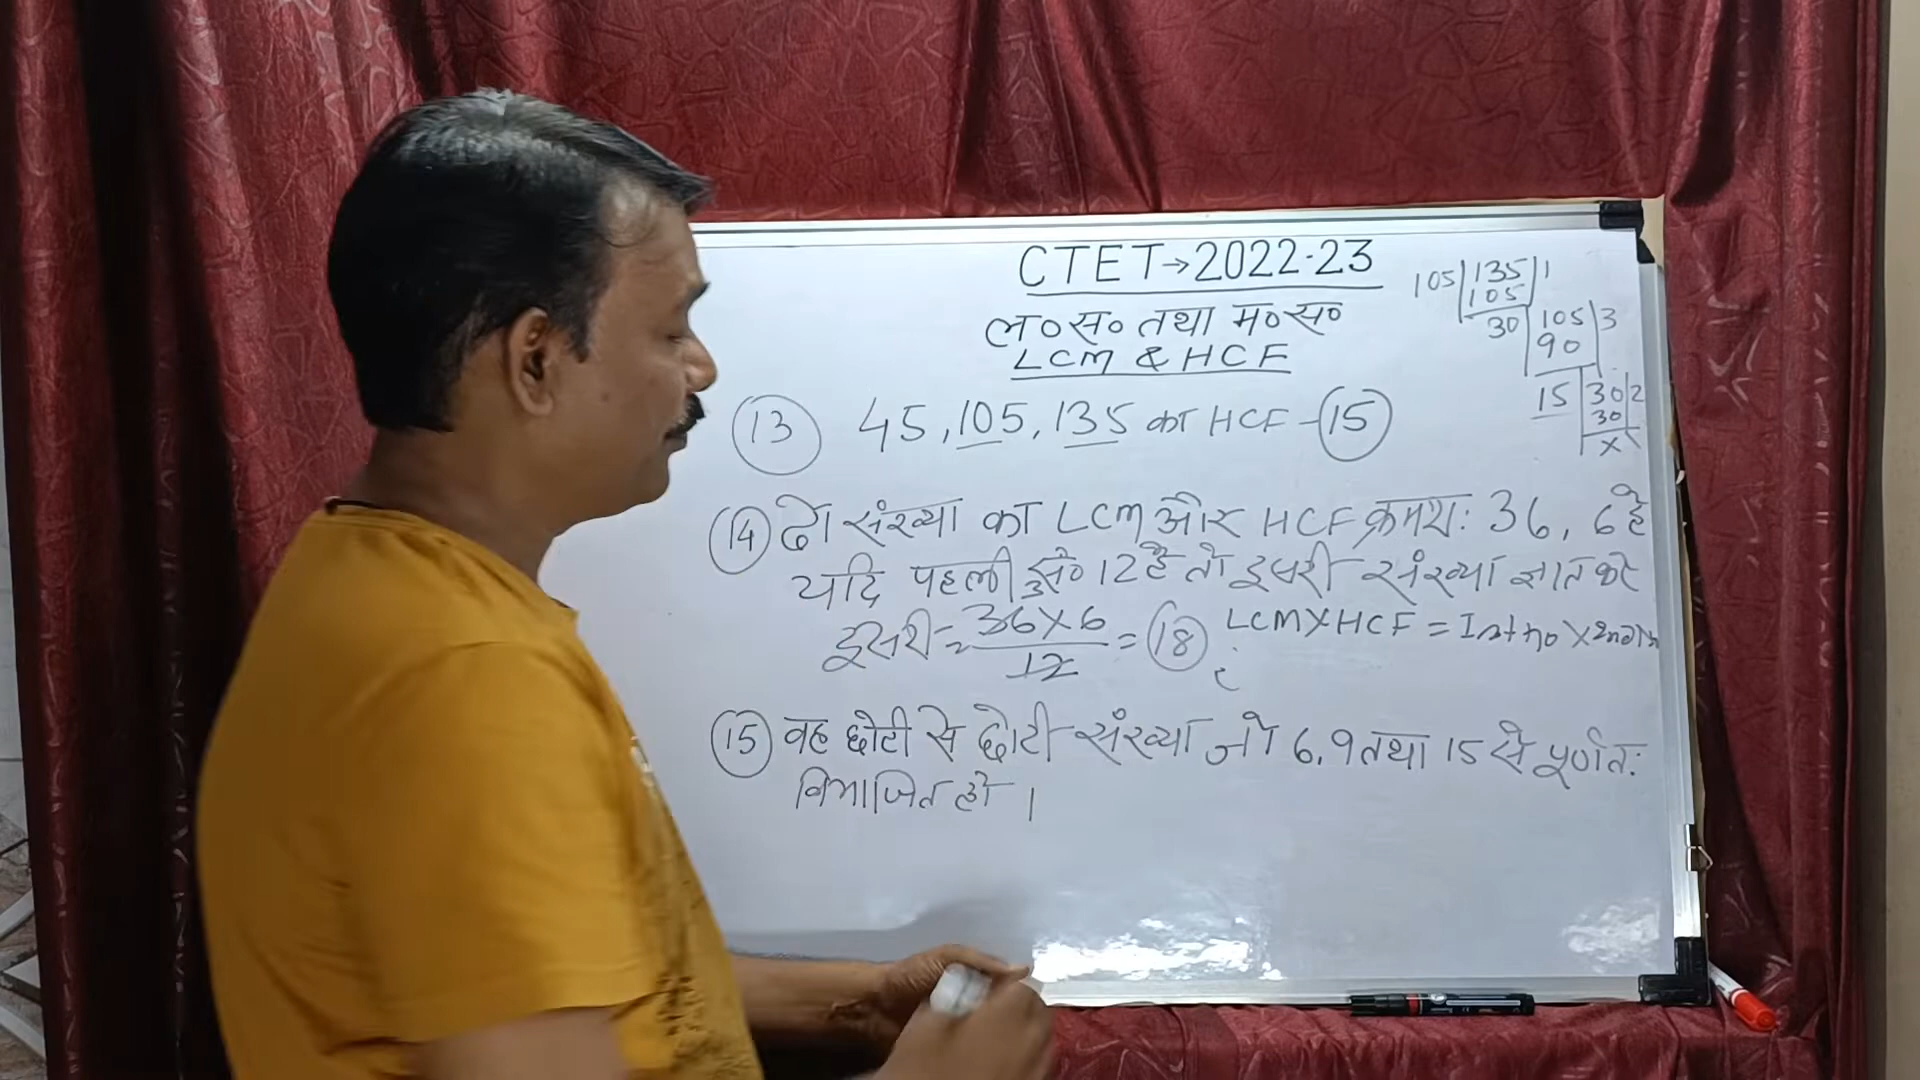 CTET→2022-23
ल०स० तथा म०स०
LCM & HCF
105|135|1
105
30|105|3
90
15|30|2
30
X
(13) 45, 105, 135 का HCF - (15)
(14) दो संख्या का LCM और HCF क्रमशः 36, 6 है
यदि पहली सं० 12 है तो दुसरी संख्या ज्ञात करे
दुसरी = 36×6 / 12 = (18) LCM×HCF = 1st no × 2nd
(15) वह छोटी से छोटी संख्या जो 6, 9 तथा 15 से पूर्णतः
विभाजित हो।